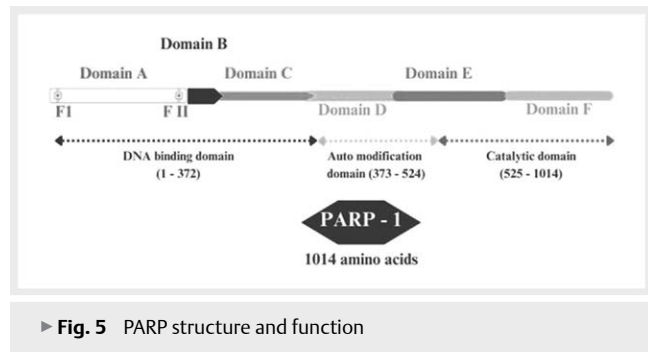 Domain B
Domain A Domain C Domain E
F1 F II Domain D Domain F
DNA binding domain Auto modification Catalytic domain
(1 - 372) domain (373 - 524) (525 - 1014)
PARP - 1
1014 amino acids
▶ Fig. 5 PARP structure and function